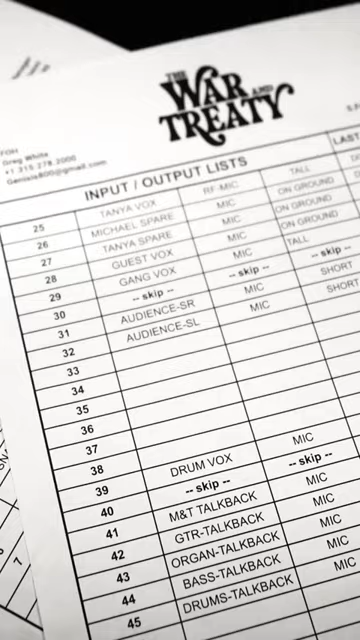 THE
WAR AND
TREATY
FOH
Greg White
+1 215 278 2000
INPUT / OUTPUT LISTS
LAST
25 TANYA VOX RF-MIC TALL
26 MICHAEL SPARE MIC ON GROUND
27 TANYA SPARE MIC ON GROUND
28 GUEST VOX MIC ON GROUND
29 GANG VOX MIC TALL
30 -- skip -- -- skip -- -- skip --
31 AUDIENCE-SR MIC SHORT
32 AUDIENCE-SL MIC SHORT
33
34
35
36
37
38
39 DRUM VOX MIC
40 -- skip -- -- skip --
41 M&T TALKBACK MIC
42 GTR-TALKBACK MIC
43 ORGAN-TALKBACK MIC
44 BASS-TALKBACK MIC
45 DRUMS-TALKBACK MIC